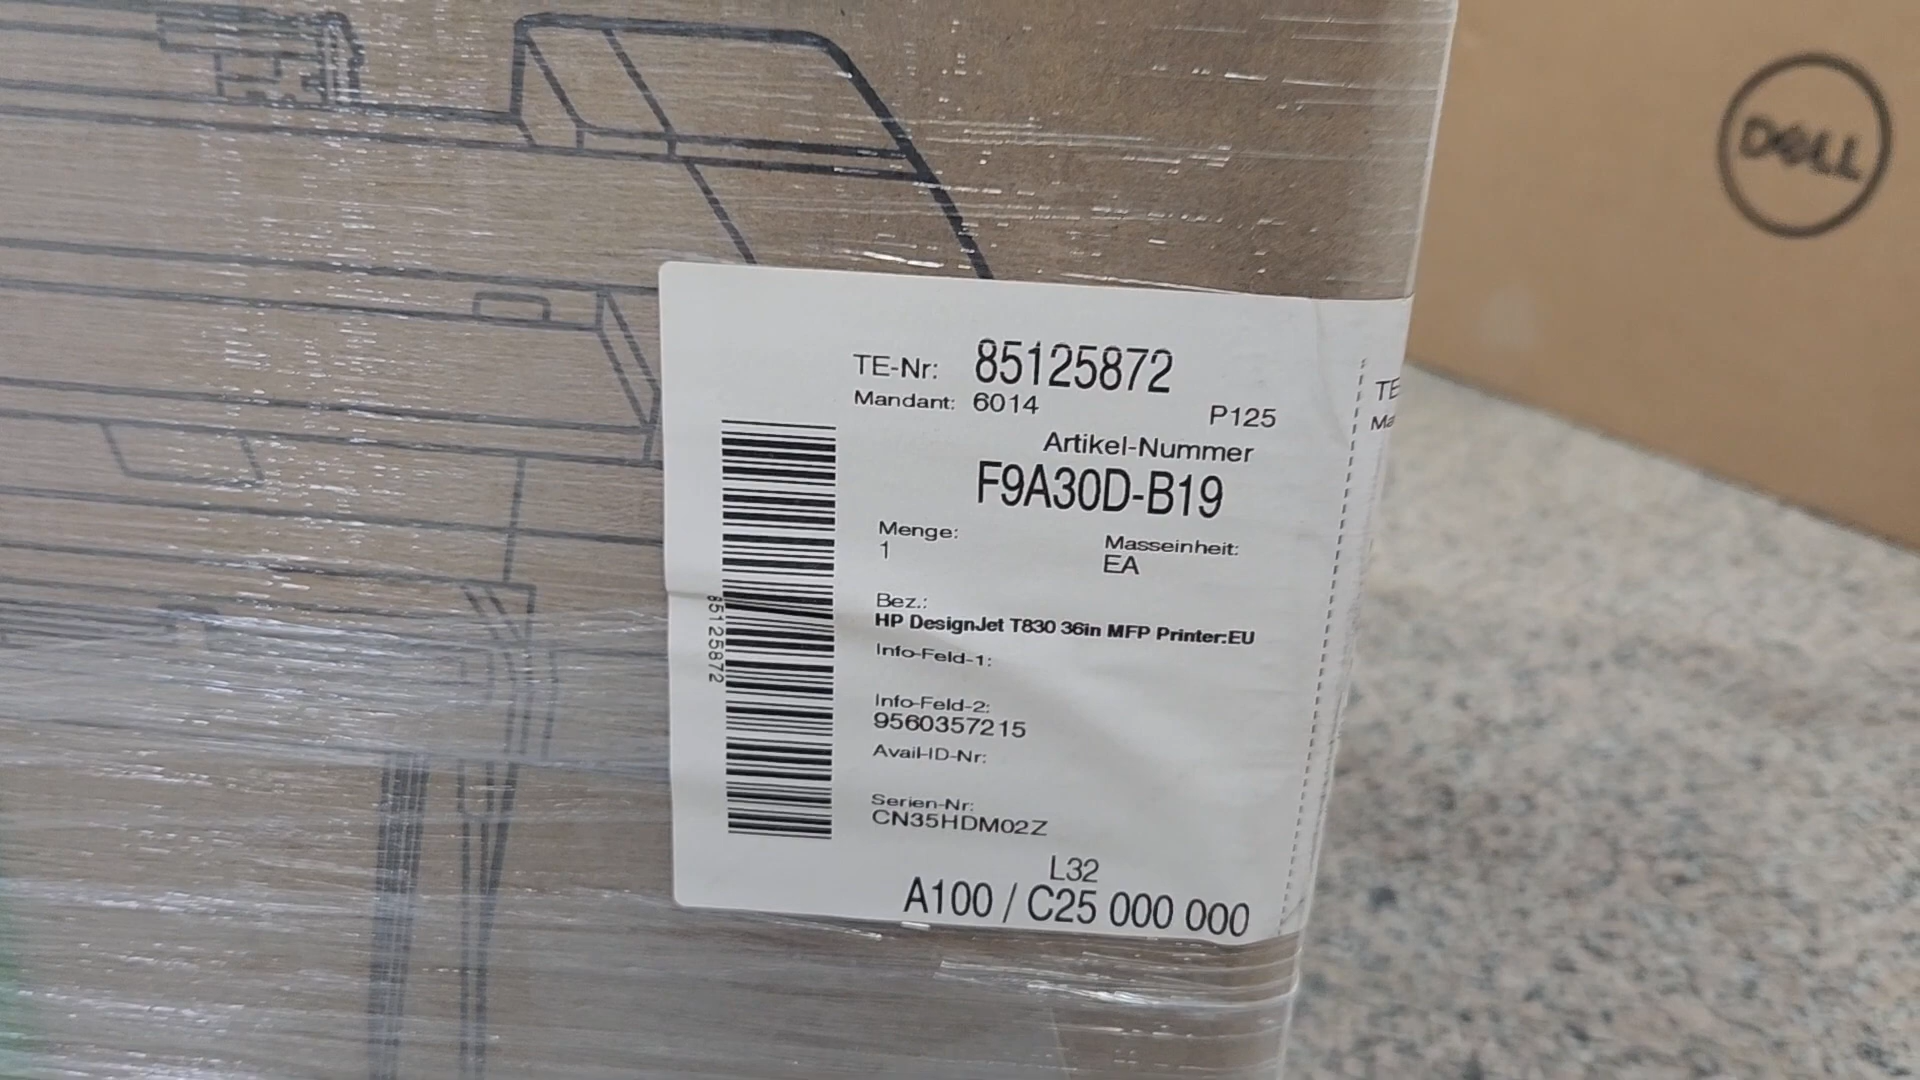 DELL
TE-Nr: 85125872
Mandant: 6014
P125
Artikel-Nummer
F9A30D-B19
Menge:
1
Masseinheit:
EA
Bez.:
HP DesignJet T830 36in MFP Printer:EU
Info-Feld-1:
Info-Feld-2:
9560357215
Avail-ID-Nr:
Serien-Nr:
CN35HDM02Z
L32
A100 / C25 000 000
85125872
TE
Ma